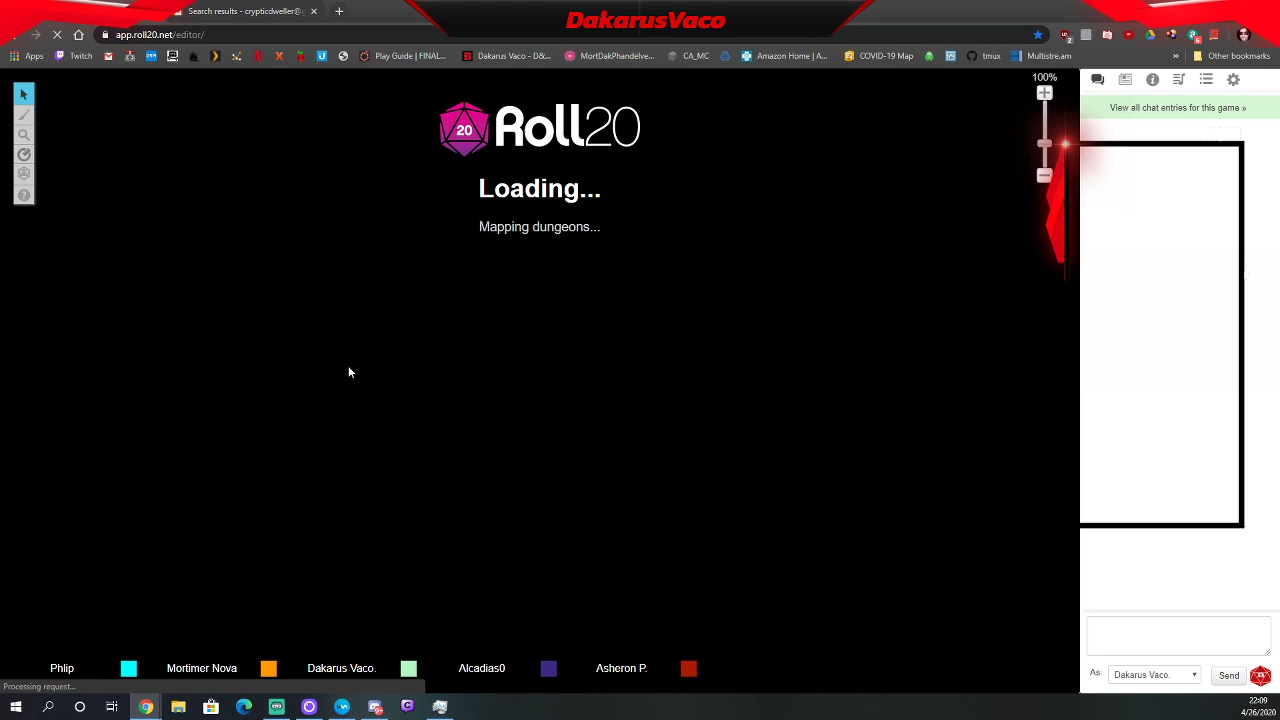 DakarusVaco
Search results - crypticdweller@g
app.roll20.net/editor/
Apps
Twitch
Play Guide [FINAL...
Dakarus Vaco - D&...
MortDakPhandelve...
CA_MC
Amazon Home | A...
COVID-19 Map
tmux
Multistre.am
»
Other bookmarks
100%
View all chat entries for this game »
20
Roll20
Loading...
Mapping dungeons...
Phlip
Mortimer Nova
Dakarus Vaco.
Alcadias0
Asheron P.
As:
Dakarus Vaco.
Send
Processing request...
22:09
4/26/2020